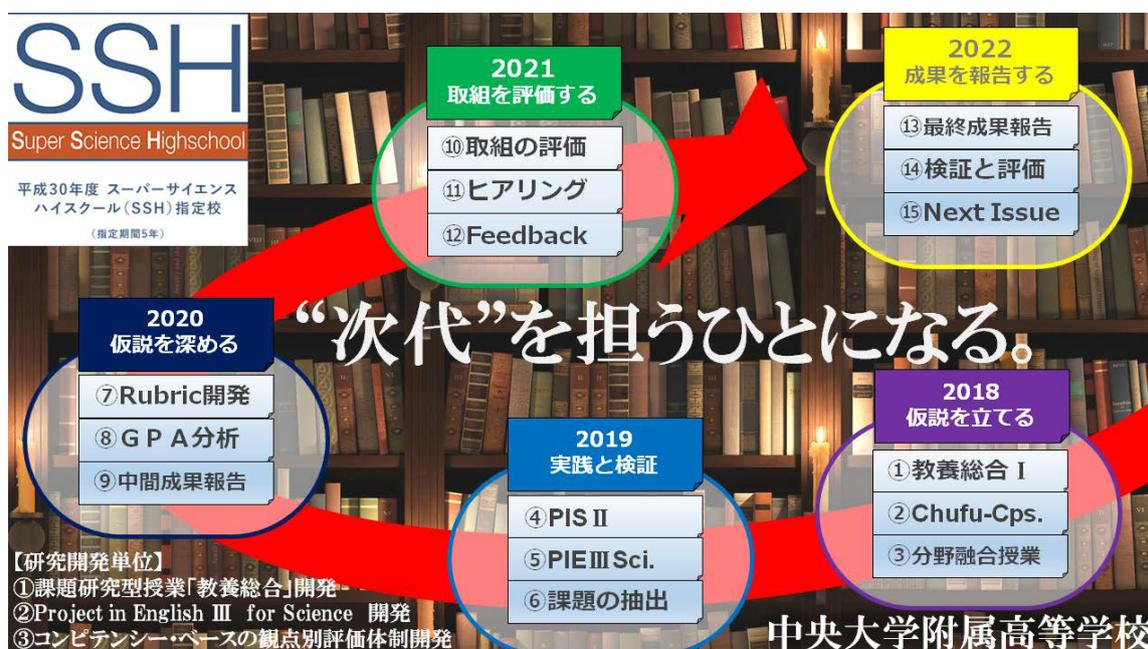 SSH
Super Science Highschool
平成30年度 スーパーサイエンス
ハイスクール(SSH)指定校
(指定期間5年)
2021
取組を評価する
⑩取組の評価
⑪ヒアリング
⑫Feedback
2022
成果を報告する
⑬最終成果報告
⑭検証と評価
⑮Next Issue
“次代”を担うひとになる。
2020
仮説を深める
⑦Rubric開発
⑧ＧＰＡ分析
⑨中間成果報告
2019
実践と検証
④PISⅡ
⑤PIEⅢSci.
⑥課題の抽出
2018
仮説を立てる
①教養総合Ⅰ
②Chufu-Cps.
③分野融合授業
【研究開発単位】
①課題研究型授業「教養総合」開発
②Project in English Ⅲ for Science 開発
③コンピテンシー・ベースの観点別評価体制開発
中央大学附属高等学校